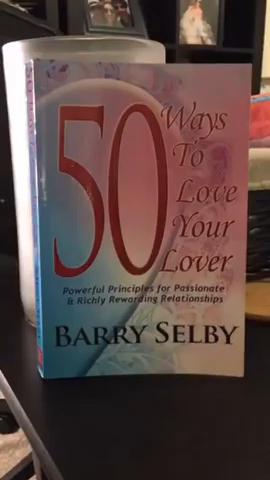 50 Ways
To
Love
Your
Lover
Powerful Principles for Passionate
& Richly Rewarding Relationships
BARRY SELBY